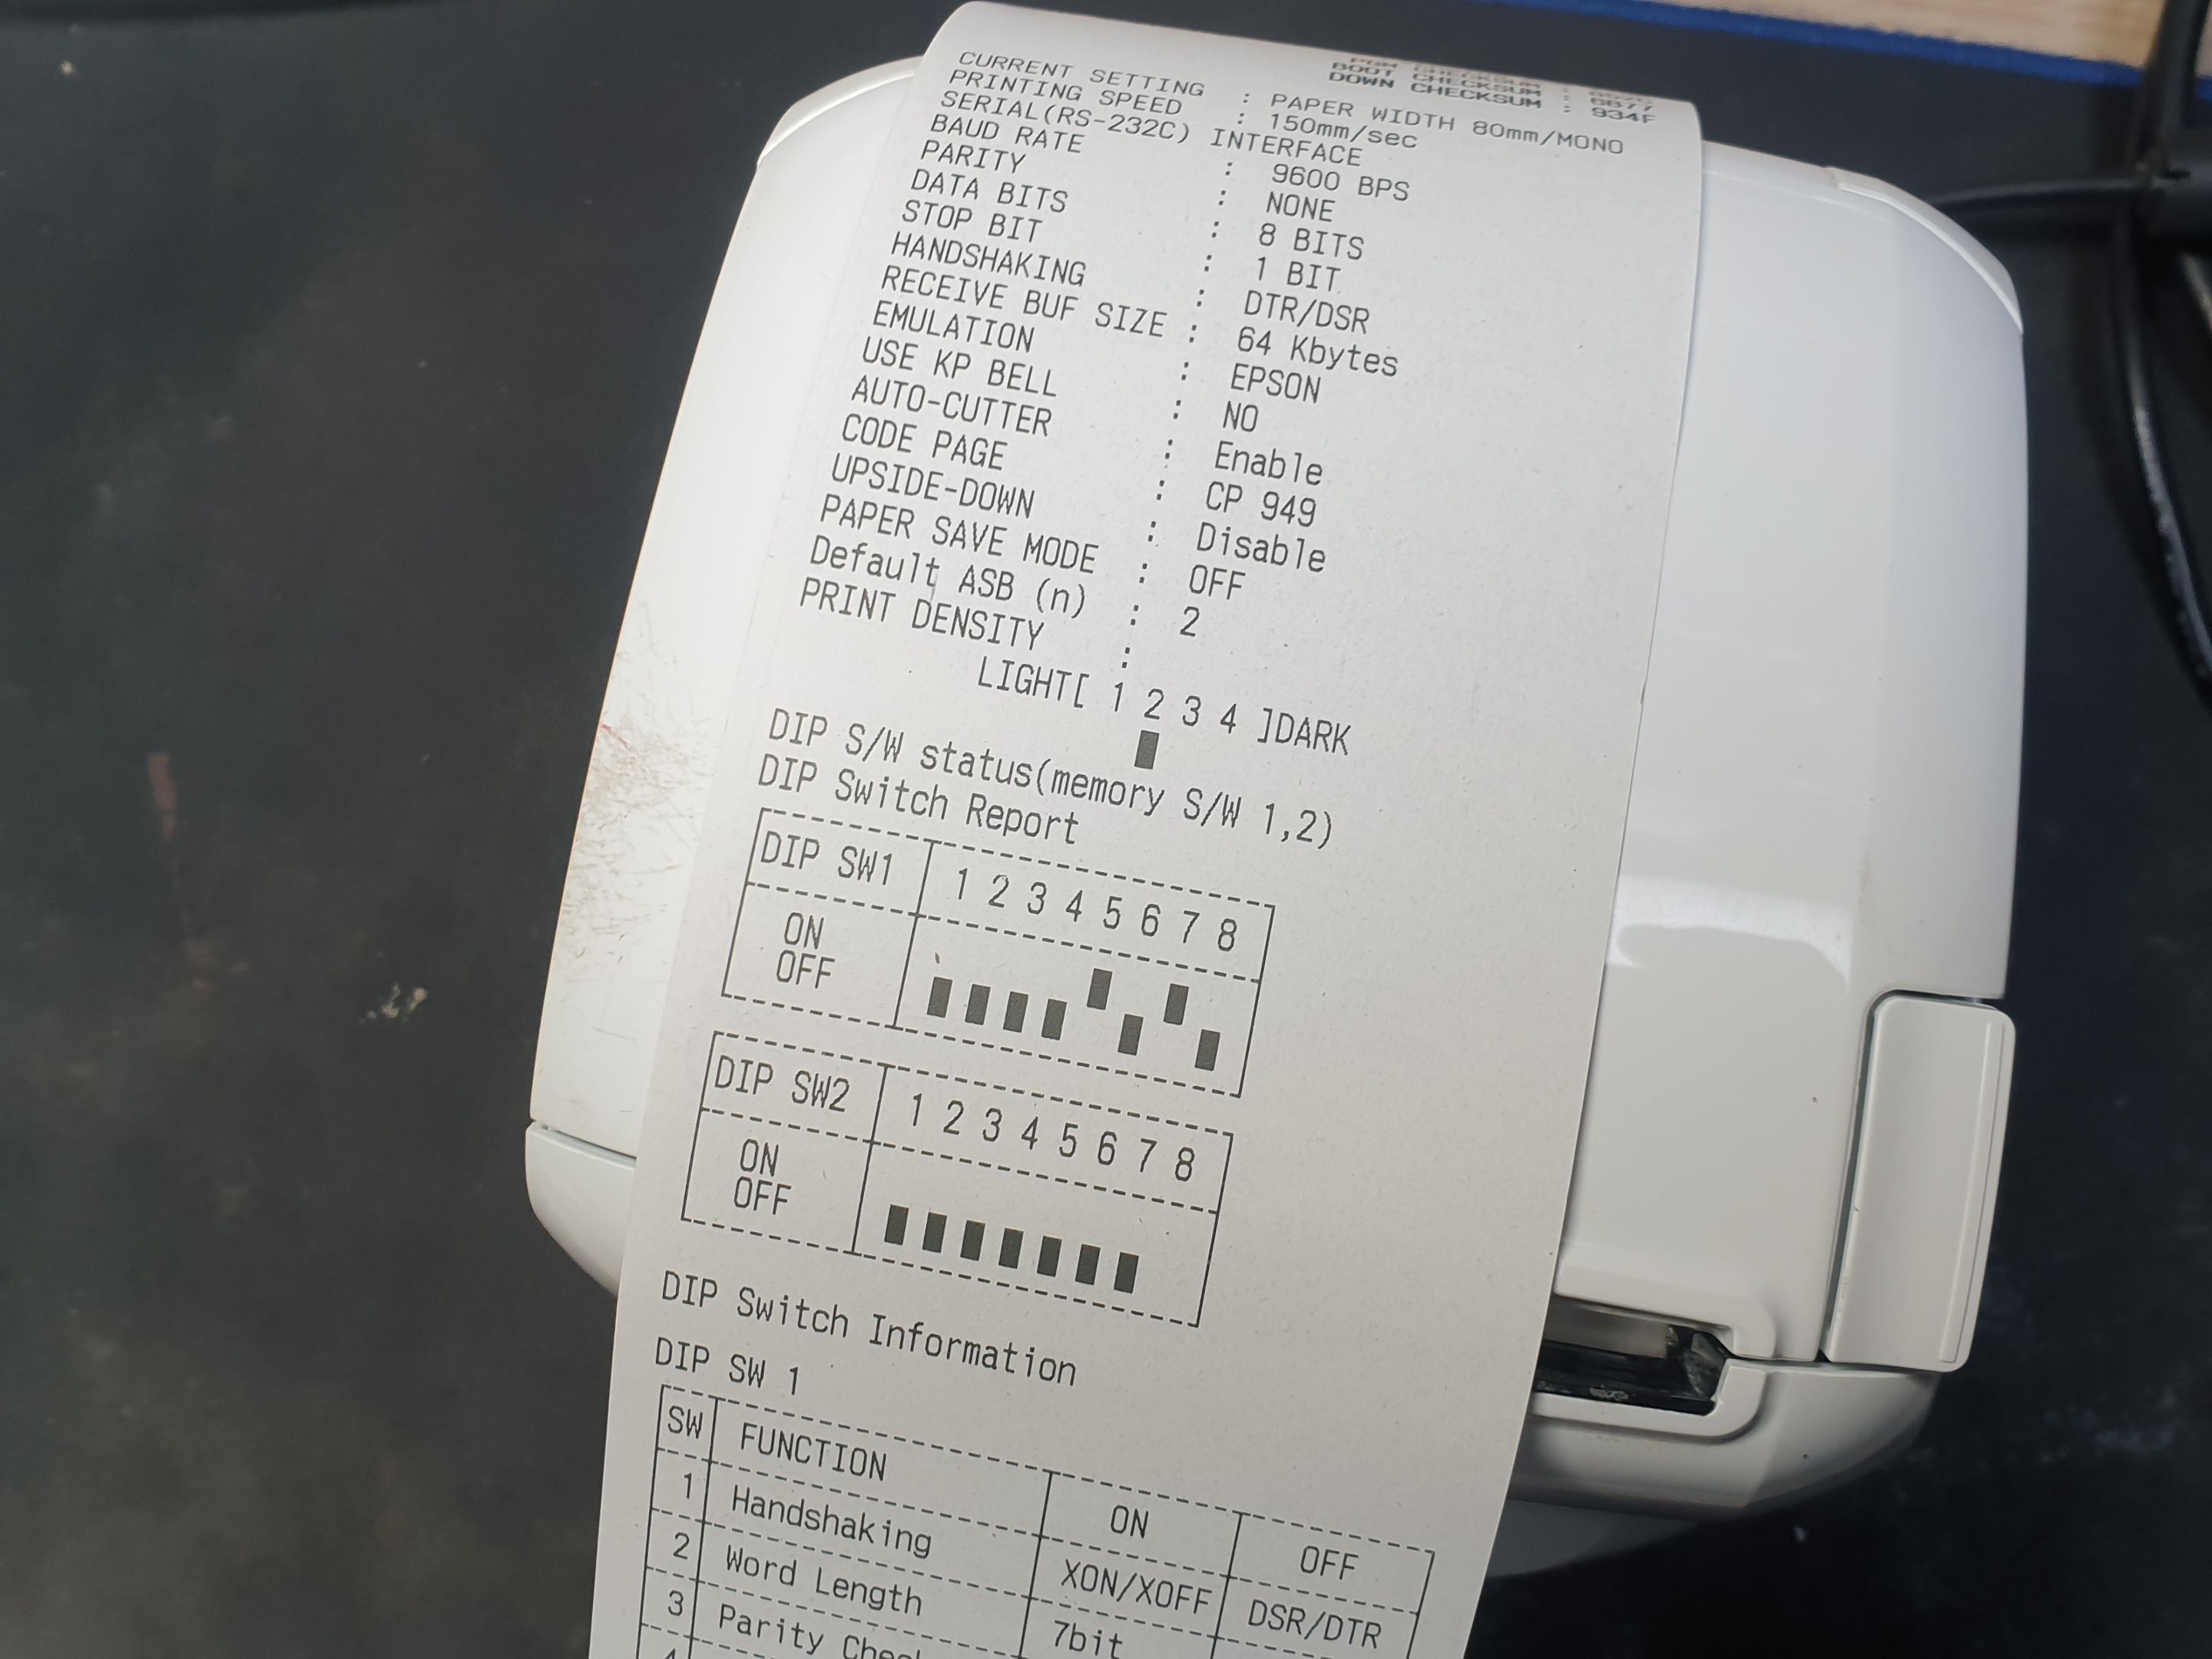 BOOT CHECKSUM : 6877
DOWN CHECKSUM : 934F
CURRENT SETTING : PAPER WIDTH 80mm/MONO
PRINTING SPEED : 150mm/sec
SERIAL(RS-232C) INTERFACE
BAUD RATE : 9600 BPS
PARITY : NONE
DATA BITS : 8 BITS
STOP BIT : 1 BIT
HANDSHAKING : DTR/DSR
RECEIVE BUF SIZE : 64 Kbytes
EMULATION : EPSON
USE KP BELL : NO
AUTO-CUTTER : Enable
CODE PAGE : CP 949
UPSIDE-DOWN : Disable
PAPER SAVE MODE : OFF
Default ASB (n) : 2
PRINT DENSITY :
LIGHT[ 1 2 3 4 ]DARK
DIP S/W status(memory S/W 1,2)
DIP Switch Report
DIP SW1 1 2 3 4 5 6 7 8
ON
OFF
DIP SW2 1 2 3 4 5 6 7 8
ON
OFF
DIP Switch Information
DIP SW 1
SW FUNCTION ON OFF
1 Handshaking XON/XOFF DSR/DTR
2 Word Length 7bit
3 Parity